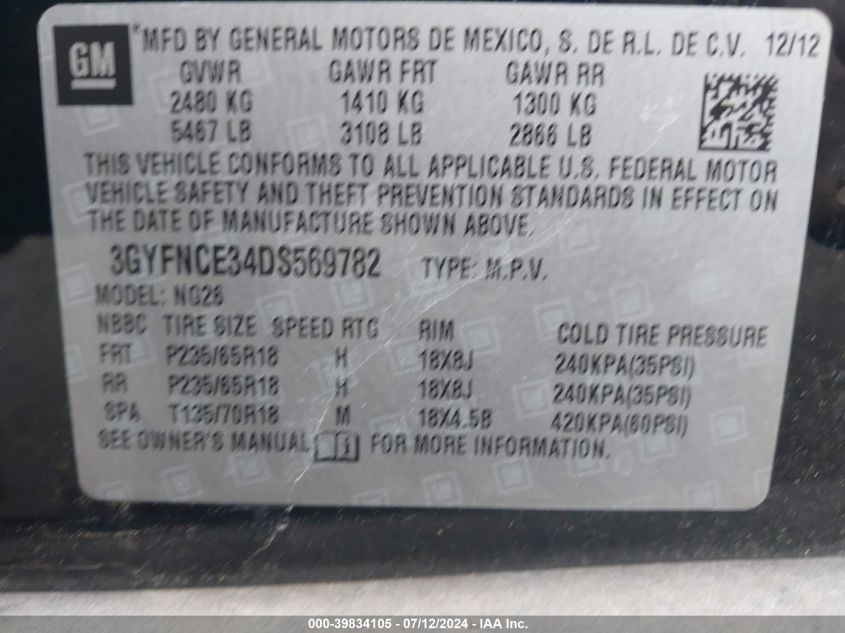 GM
*MFD BY GENERAL MOTORS DE MEXICO, S. DE R.L. DE C.V. 12/12
GVWR GAWR FRT GAWR RR
2480 KG 1410 KG 1300 KG
5467 LB 3108 LB 2866 LB
THIS VEHICLE CONFORMS TO ALL APPLICABLE U.S. FEDERAL MOTOR
VEHICLE SAFETY AND THEFT PREVENTION STANDARDS IN EFFECT ON
THE DATE OF MANUFACTURE SHOWN ABOVE.
3GYFNCE34DS569782 TYPE: M.P.V.
MODEL: NG26
NBBC TIRE SIZE SPEED RTG RIM COLD TIRE PRESSURE
FRT P235/65R18 H 18X8J 240KPA(35PSI)
RR P235/65R18 H 18X8J 240KPA(35PSI)
SPA T135/70R18 M 18X4.5B 420KPA(60PSI)
SEE OWNER'S MANUAL FOR MORE INFORMATION.
000-39834105 - 07/12/2024 - IAA Inc.